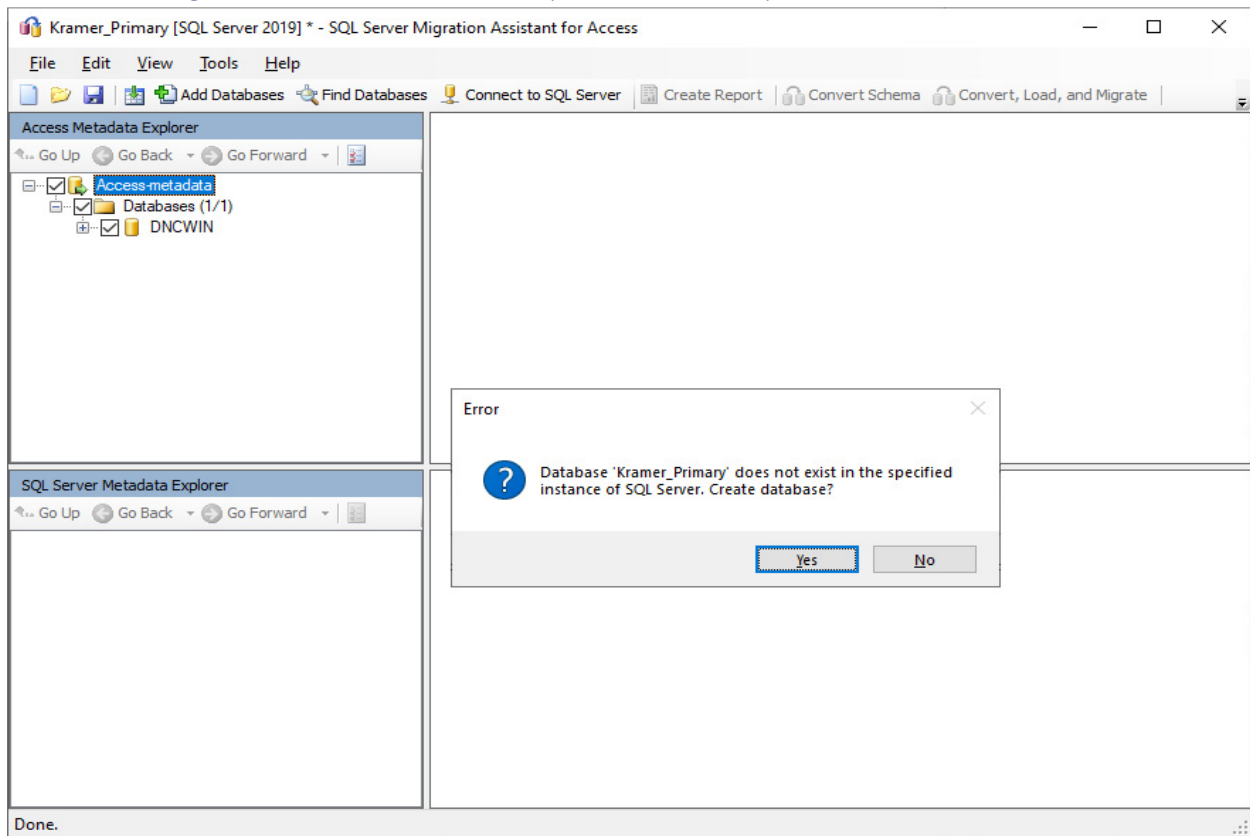 Kramer_Primary [SQL Server 2019] * - SQL Server Migration Assistant for Access
File Edit View Tools Help
Add Databases Find Databases Connect to SQL Server Create Report Convert Schema Convert, Load, and Migrate
Access Metadata Explorer
Go Up Go Back Go Forward
Access-metadata
Databases (1/1)
DNCWIN
Error
Database 'Kramer_Primary' does not exist in the specified
instance of SQL Server. Create database?
Yes No
SQL Server Metadata Explorer
Go Up Go Back Go Forward
Done.